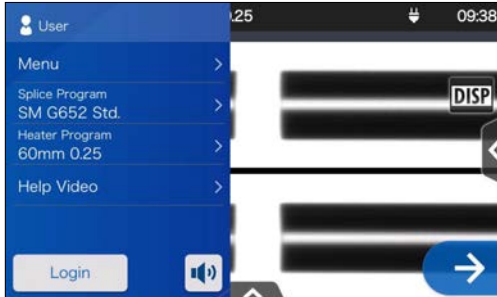 User
.25
09:38
Menu
Splice Program
SM G652 Std.
Heater Program
60mm 0.25
Help Video
Login
DISP